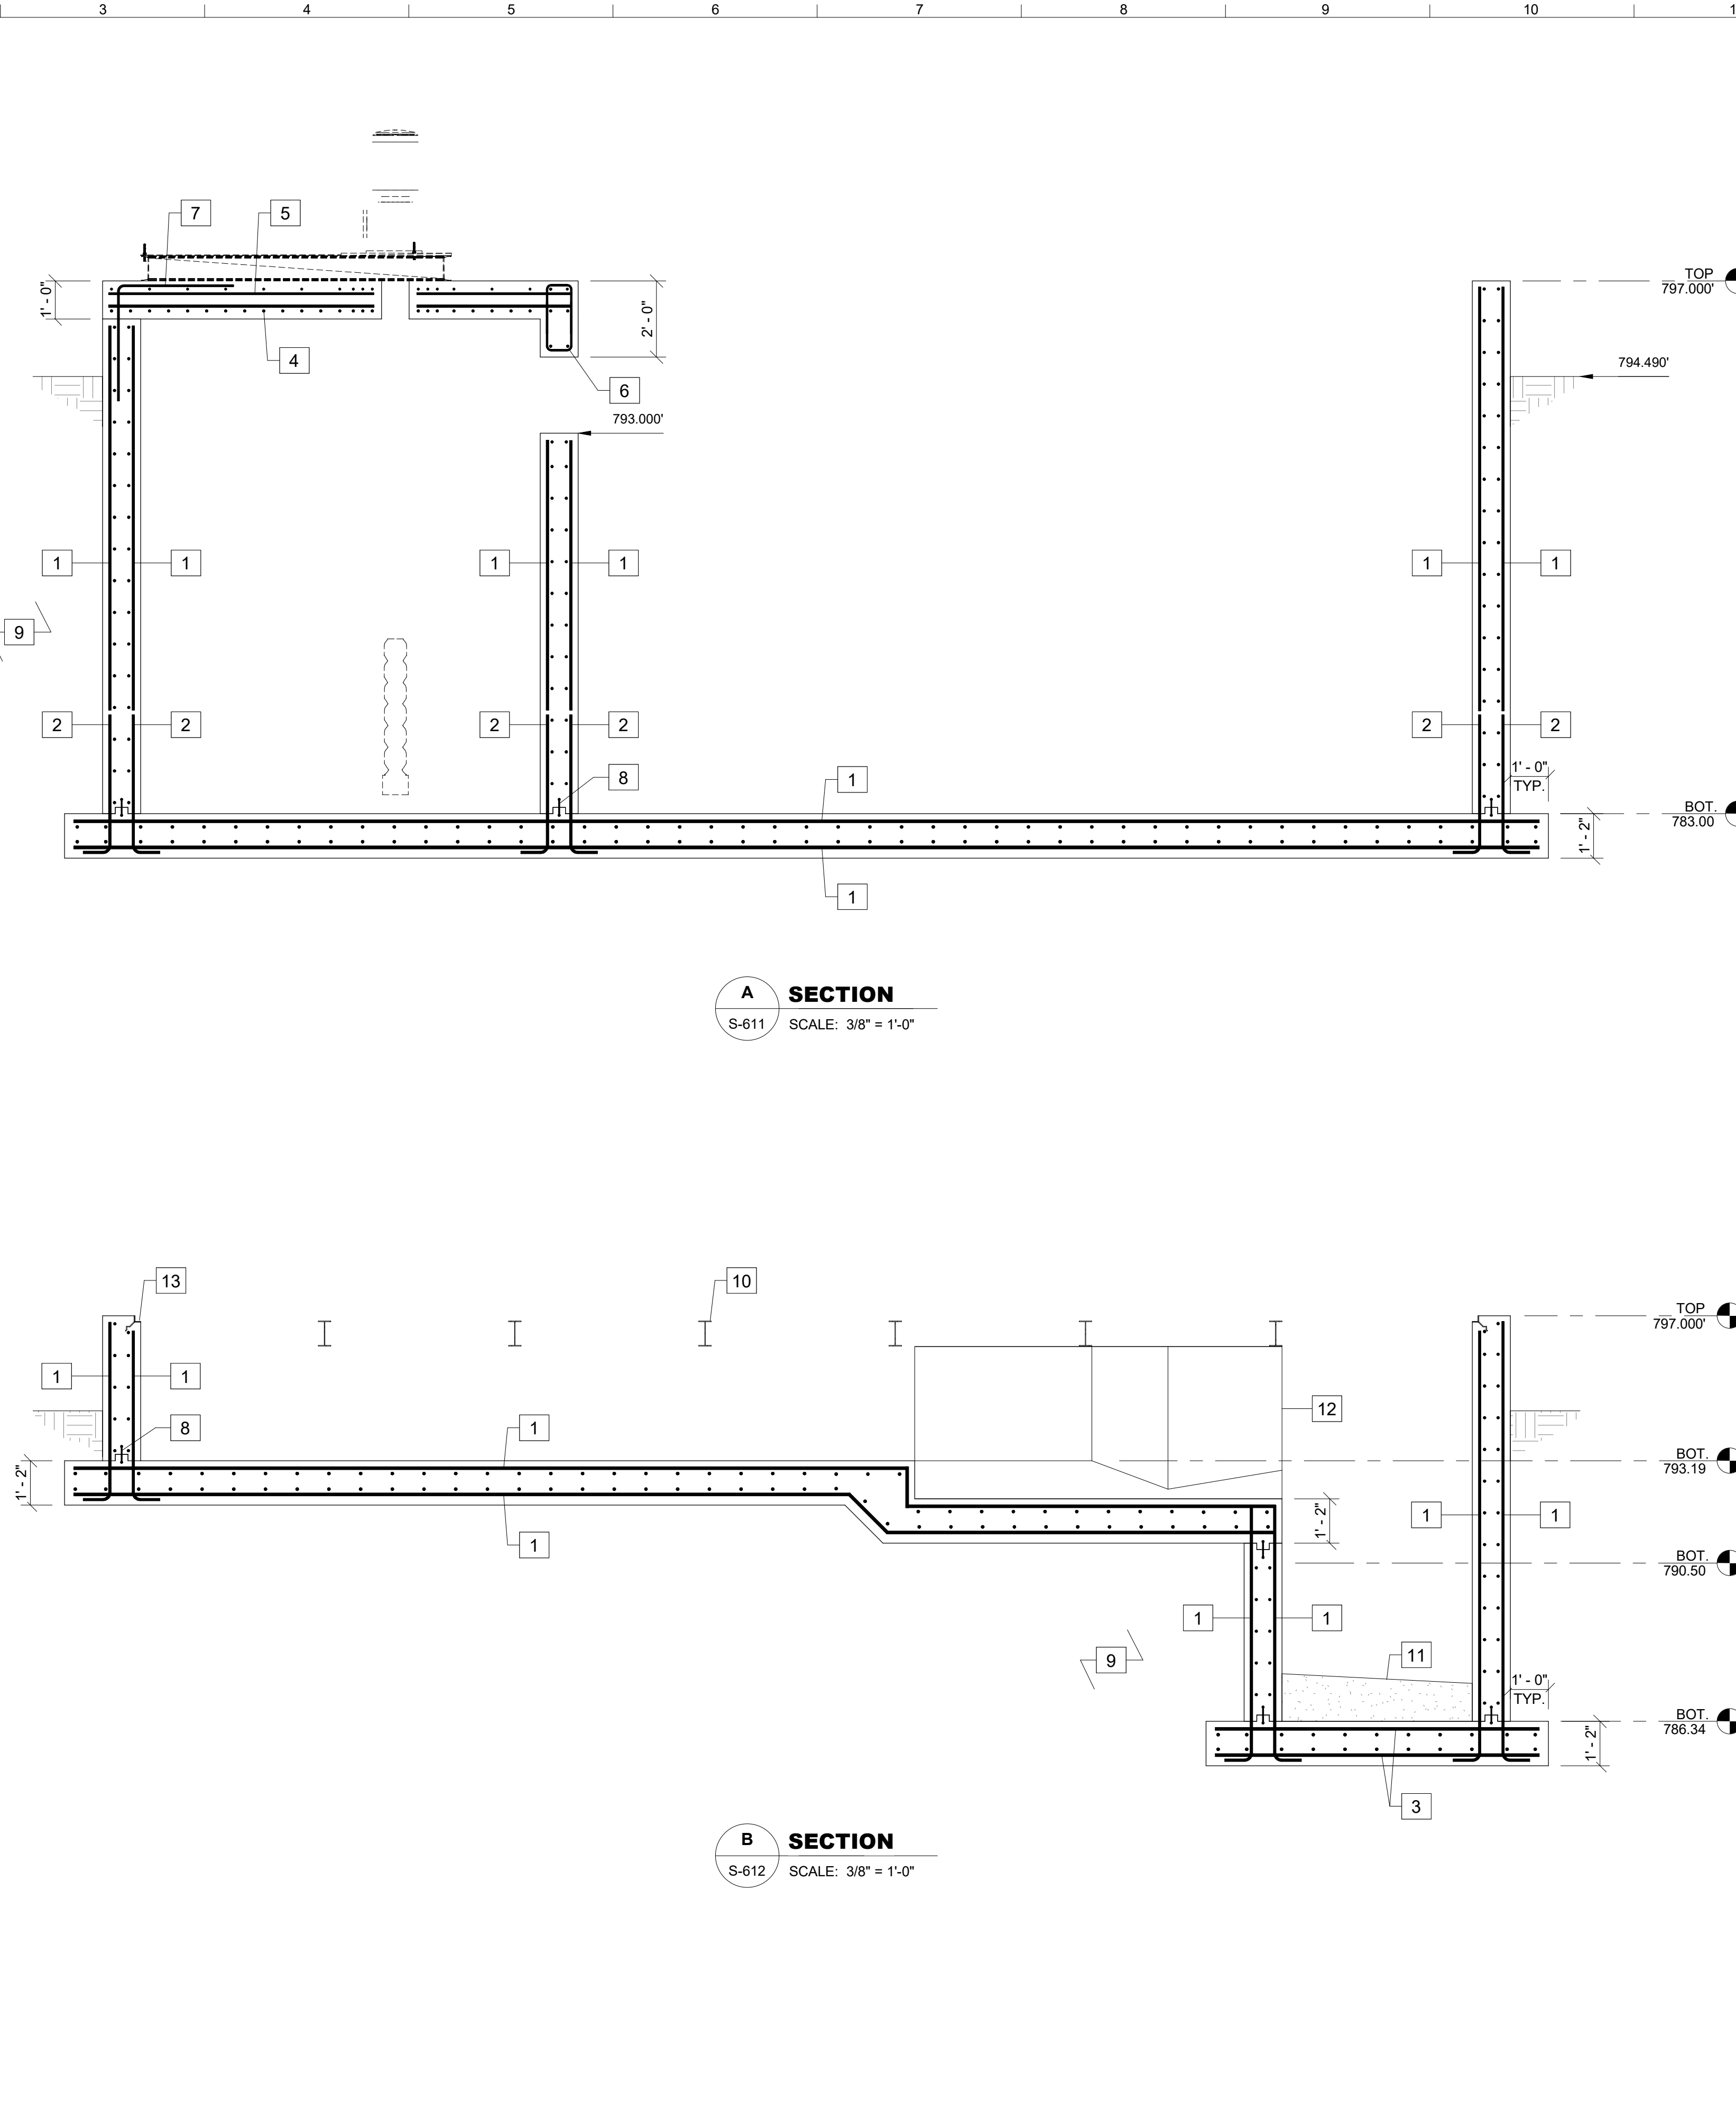 3 4 5 6 7 8 9 10 1
7 5
1' - 0"
2' - 0"
TOP
797.000'
4
794.490'
6
793.000'
1 1 1 1 1 1
9
2 2 2 2 2 2
8
1
1' - 0"
TYP.
BOT.
783.00
1' - 2"
1
A
SECTION
S-611
SCALE: 3/8" = 1'-0"
13 10
TOP
797.000'
1 1
12
8
1
BOT.
793.19
1' - 2"
1
1' - 2"
1 1
BOT.
790.50
1 1
9
11
1' - 0"
TYP.
BOT.
786.34
1' - 2"
3
B
SECTION
S-612
SCALE: 3/8" = 1'-0"